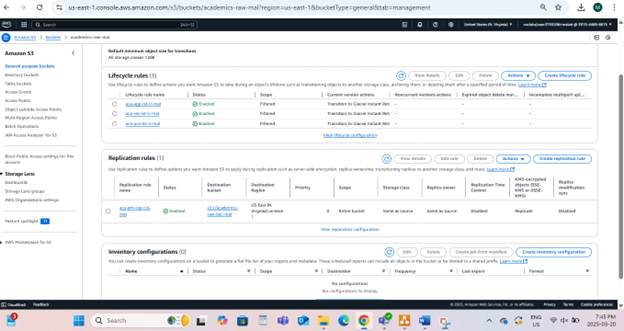 us-east-1.console.aws.amazon.com/s3/buckets/academics-raw-mal?region=us-east-1&bucketType=general&tab=management
aws
Search
[Alt+S]
United States (N. Virginia)
Amazon S3
Buckets
academics-raw-mal
Amazon S3
General purpose buckets
Directory buckets
Table buckets
Access Grants
Access Points
Object Lambda Access Points
Multi-Region Access Points
Batch Operations
IAM Access Analyzer for S3
Block Public Access settings for this
account
Storage Lens
Dashboards
Storage Lens groups
AWS Organizations settings
Feature spotlight
AWS Marketplace for S3
Default minimum object size for transitions
All storage classes 128K
Lifecycle rules (3)
View details
Edit
Delete
Actions
Create lifecycle rule
Use lifecycle rules to define actions you want Amazon S3 to take during an object's lifetime such as transitioning objects to another storage class, archiving them, or deleting them after a specified period of time. Learn more
Lifecycle rule name
Status
Scope
Current version actions
Noncurrent versions actions
Expired object delete mar...
Incomplete multipart upl...
Enabled
Filtered
Transition to Glacier Instant Ret
-
-
-
Enabled
Filtered
Transition to Glacier Instant Ret
-
-
-
Enabled
Filtered
Transition to Glacier Instant Ret
-
-
-
View lifecycle configuration
Replication rules (1)
View details
Edit rule
Delete
Actions
Create replication rule
Use replication rules to define options you want Amazon S3 to apply during replication such as server-side encryption, replica ownership, transitioning replicas to another storage class, and more. Learn more
Replication rule
name
Status
Destination
bucket
Destination
Region
Priority
Scope
Storage class
Replica owner
Replication Time
Control
KMS-encrypted
objects (SSE-
KMS or DSSE-
KMS)
Replica
modification
sync
Enabled
US East (N.
Virginia) us-east-
1
0
Entire bucket
Same as source
Same as source
Disabled
Replicate
Disabled
View replication configuration
Inventory configurations (0)
Edit
Delete
Create job from manifest
Create inventory configuration
You can create inventory configurations on a bucket to generate a flat file list of your objects and metadata. These scheduled reports can include all objects in the bucket or be limited to a shared prefix. Learn more
Name
Status
Scope
Destination
Frequency
Last export
Format
No configurations
No configurations to display
CloudShell
Feedback
© 2025, Amazon Web Services, Inc. or its affiliates.
Privacy
Terms
Cookie preferences
Search
ENG
US
7:45 PM
2025-03-20